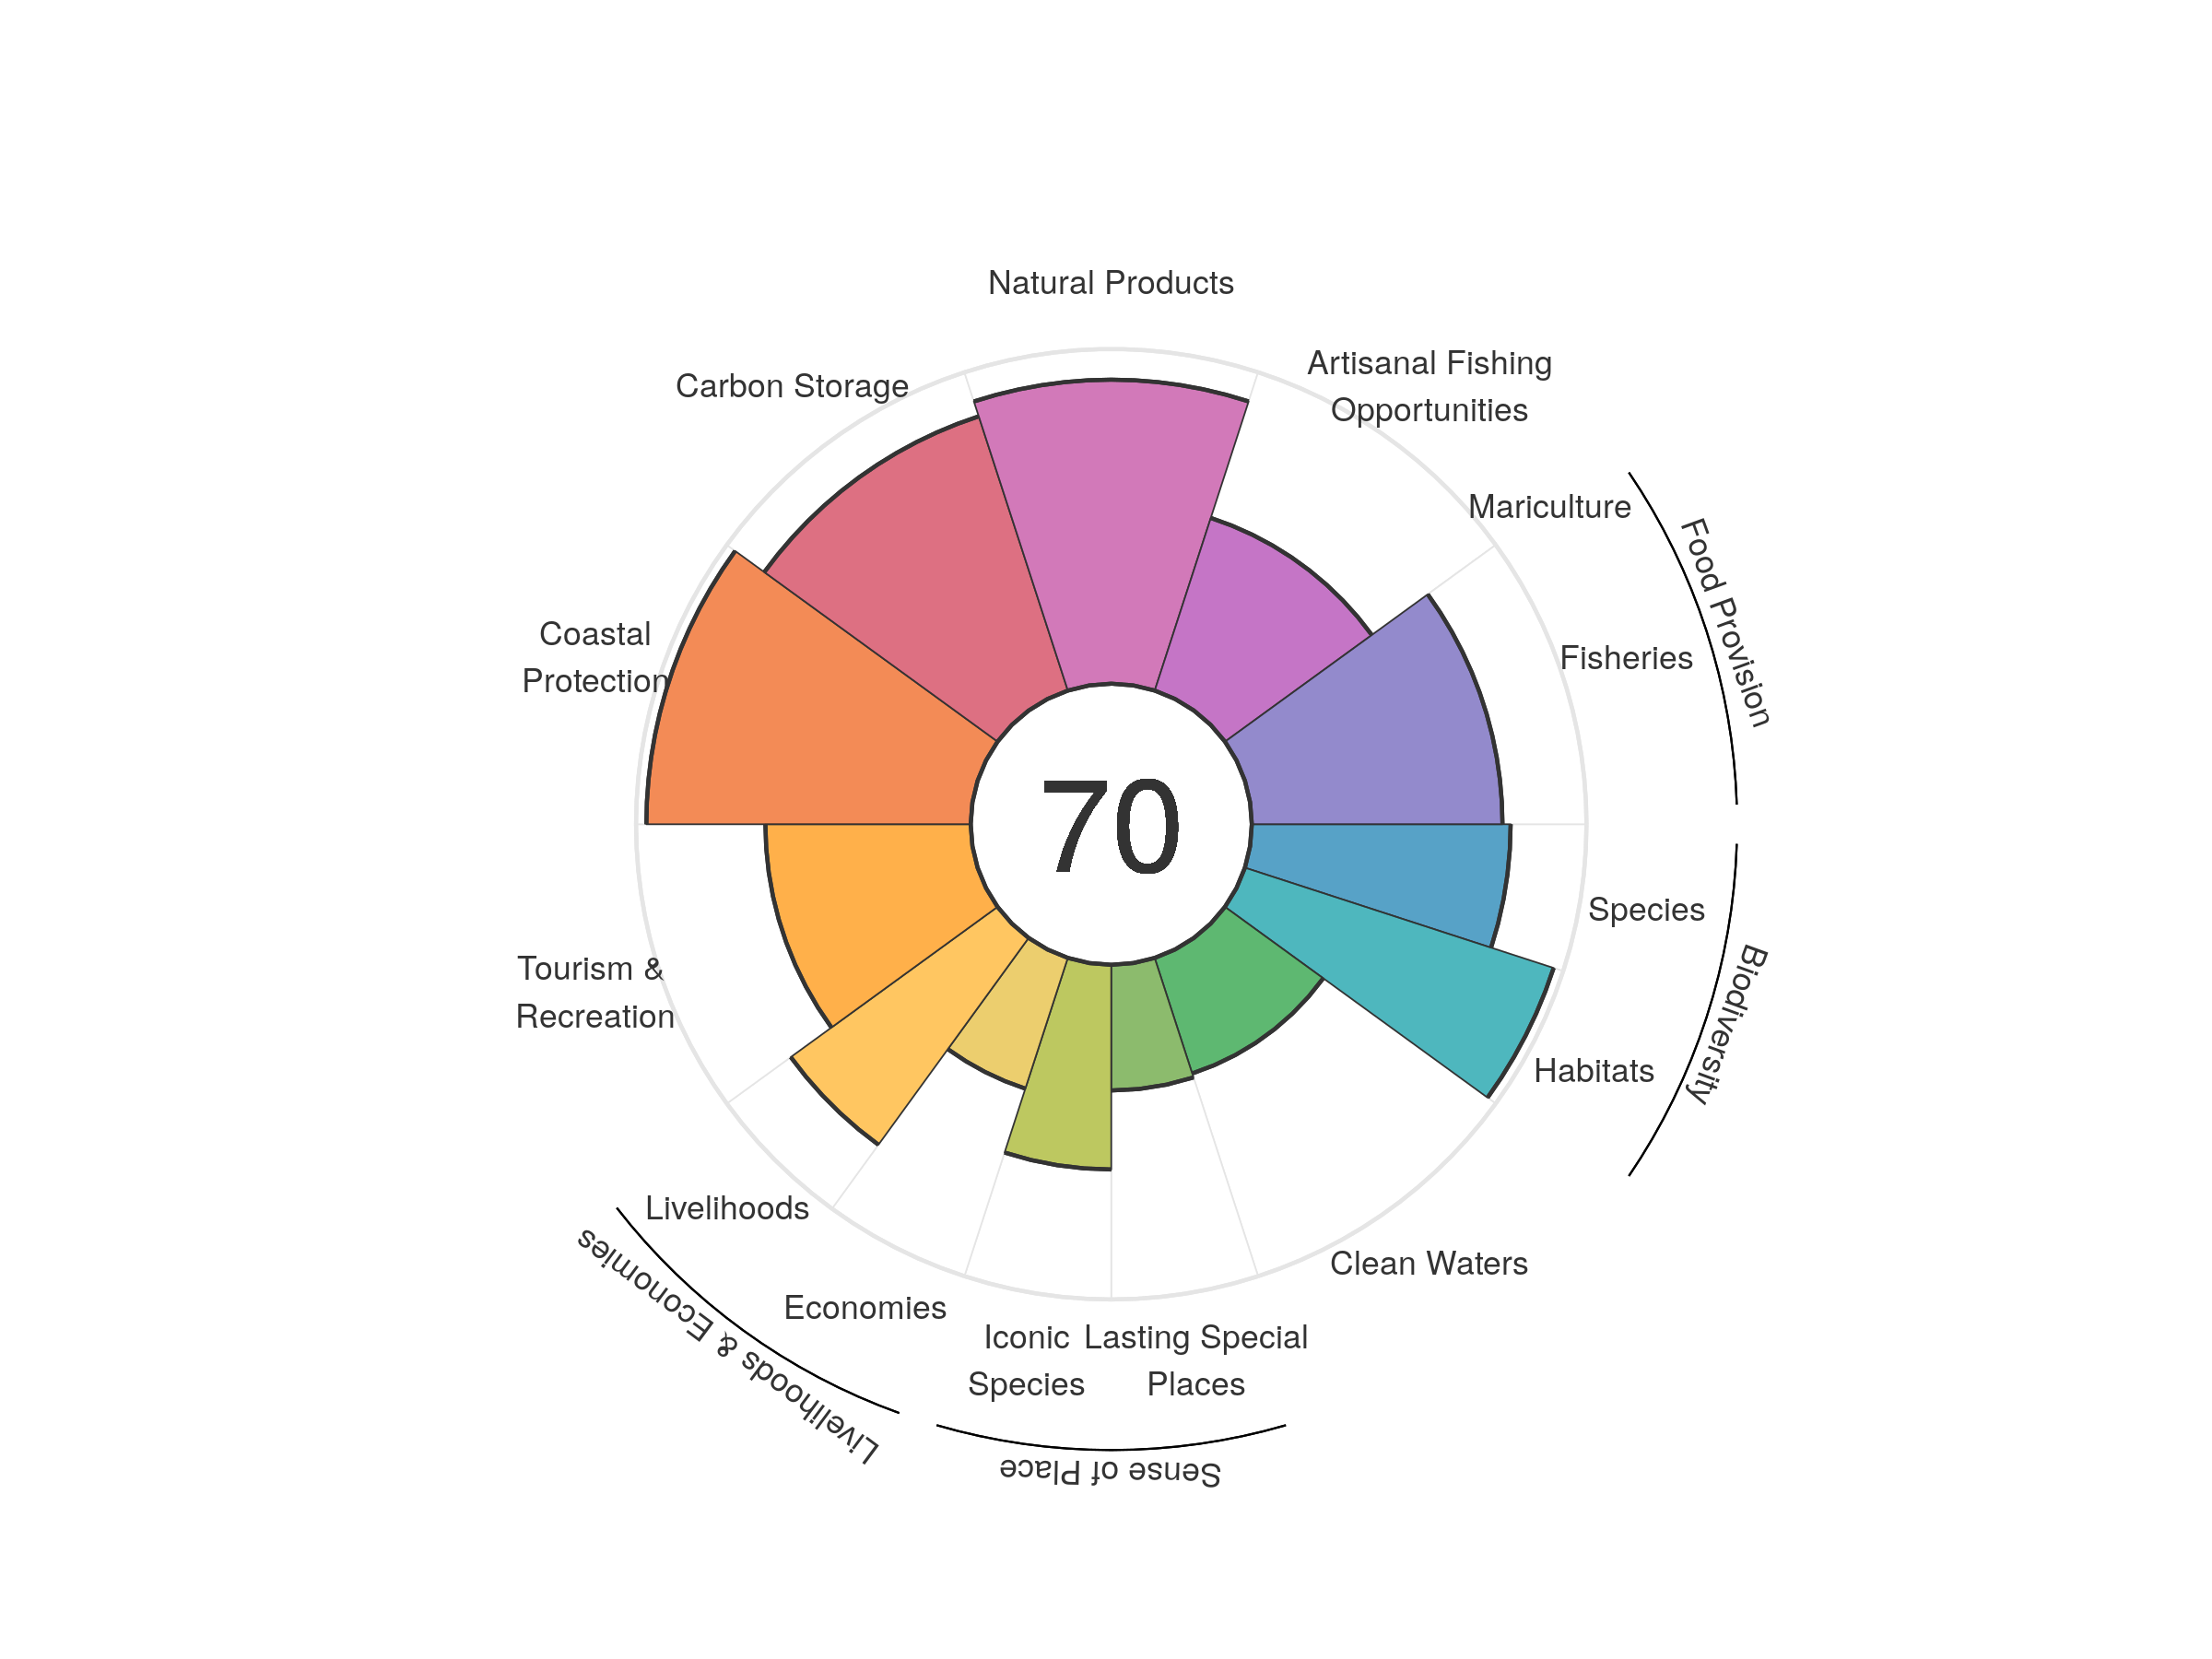 Natural Products
Artisanal Fishing
Opportunities
Carbon Storage
Mariculture
Food Provision
Fisheries
Coastal
Protection
70
Species
Biodiversity
Habitats
Tourism &
Recreation
Livelihoods
Clean Waters
Economies
Livelihoods & Economies
Iconic
Species
Lasting Special
Places
Sense of Place